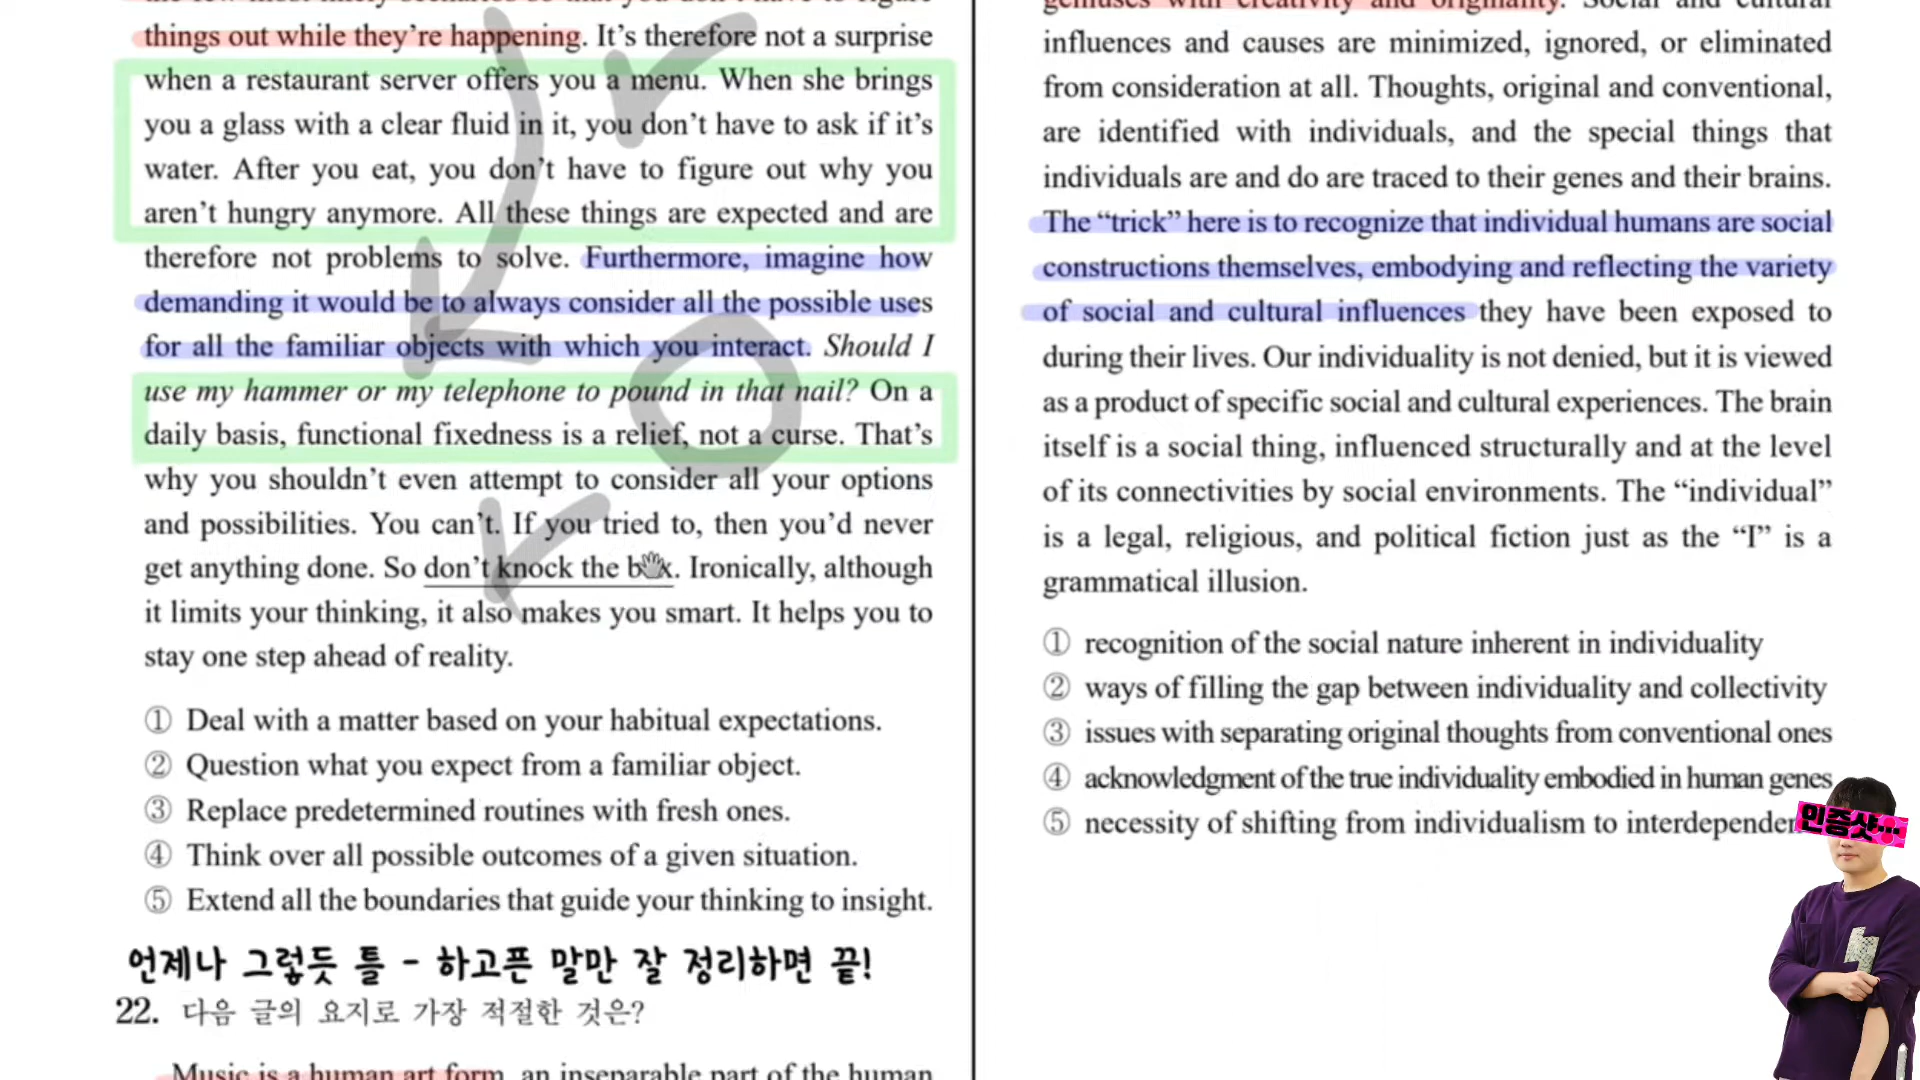 things out while they're happening. It's therefore not a surprise
when a restaurant server offers you a menu. When she brings
you a glass with a clear fluid in it, you don't have to ask if it's
water. After you eat, you don't have to figure out why you
aren't hungry anymore. All these things are expected and are
therefore not problems to solve. Furthermore, imagine how
demanding it would be to always consider all the possible uses
for all the familiar objects with which you interact. Should I
use my hammer or my telephone to pound in that nail? On a
daily basis, functional fixedness is a relief, not a curse. That's
why you shouldn't even attempt to consider all your options
and possibilities. You can't. If you tried to, then you'd never
get anything done. So don't knock the box. Ironically, although
it limits your thinking, it also makes you smart. It helps you to
stay one step ahead of reality.
① Deal with a matter based on your habitual expectations.
② Question what you expect from a familiar object.
③ Replace predetermined routines with fresh ones.
④ Think over all possible outcomes of a given situation.
⑤ Extend all the boundaries that guide your thinking to insight.
언제나 그렇듯 틀 - 하고픈 말만 잘 정리하면 끝!
22. 다음 글의 요지로 가장 적절한 것은?
Music is a human art form, an inseparable part of the human
geniuses with creativity and originality. Social and cultural
influences and causes are minimized, ignored, or eliminated
from consideration at all. Thoughts, original and conventional,
are identified with individuals, and the special things that
individuals are and do are traced to their genes and their brains.
The “trick” here is to recognize that individual humans are social
constructions themselves, embodying and reflecting the variety
of social and cultural influences they have been exposed to
during their lives. Our individuality is not denied, but it is viewed
as a product of specific social and cultural experiences. The brain
itself is a social thing, influenced structurally and at the level
of its connectivities by social environments. The “individual”
is a legal, religious, and political fiction just as the “I” is a
grammatical illusion.
① recognition of the social nature inherent in individuality
② ways of filling the gap between individuality and collectivity
③ issues with separating original thoughts from conventional ones
④ acknowledgment of the true individuality embodied in human genes
⑤ necessity of shifting from individualism to
인증샷...